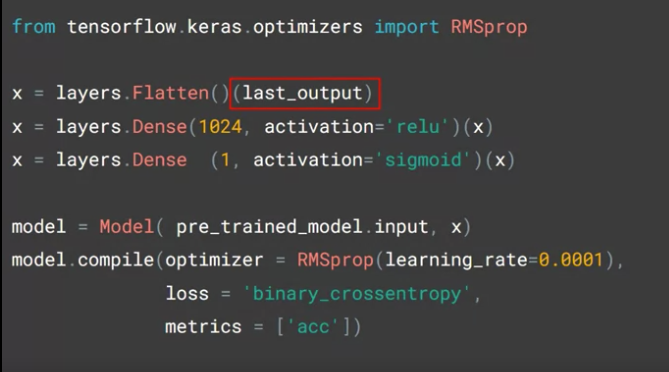 from tensorflow.keras.optimizers import RMSprop
x = layers.Flatten()(last_output)
x = layers.Dense(1024, activation='relu')(x)
x = layers.Dense  (1, activation='sigmoid')(x)
model = Model( pre_trained_model.input, x)
model.compile(optimizer = RMSprop(learning_rate=0.0001),
loss = 'binary_crossentropy',
metrics = ['acc'])